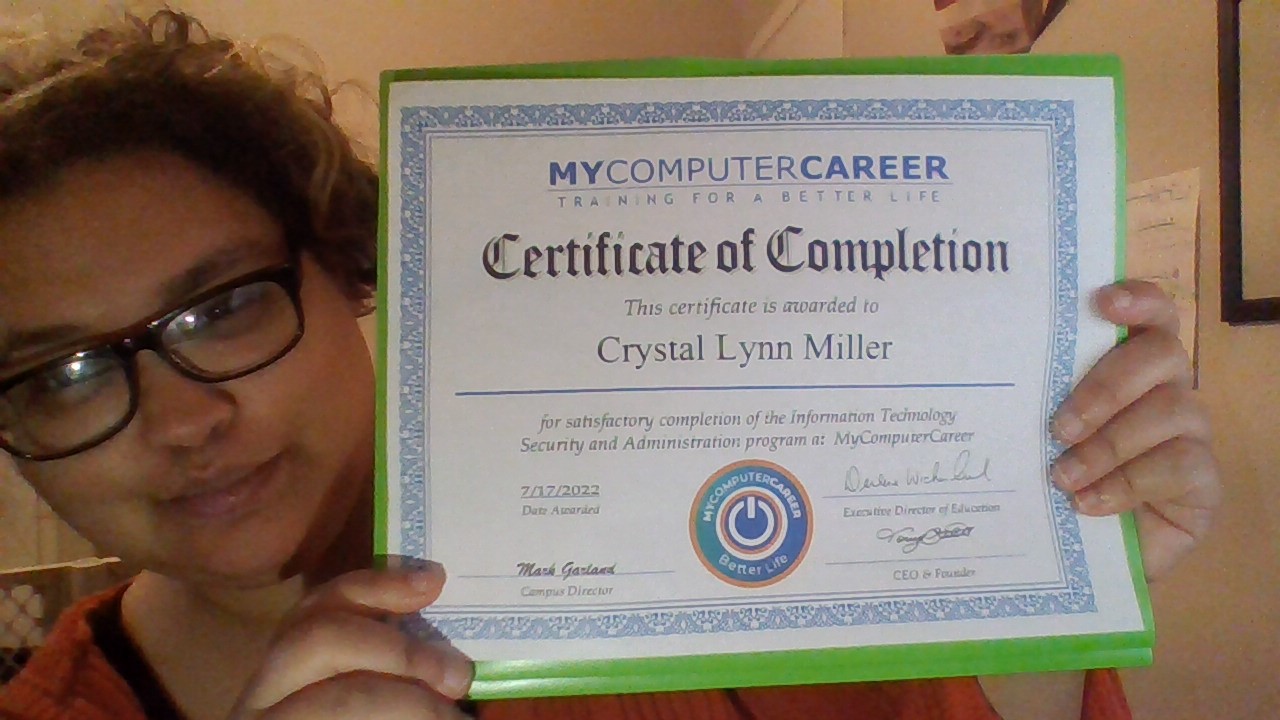 MYCOMPUTERCAREER
TRAINING FOR A BETTER LIFE
Certificate of Completion
This certificate is awarded to
Crystal Lynn Miller
for satisfactory completion of the Information Technology
Security and Administration program at MyComputerCareer
7/17/2022
Date Awarded
Mark Garland
Campus Director
MYCOMPUTERCAREER
Better Life
Executive Director of Education
CEO & Founder